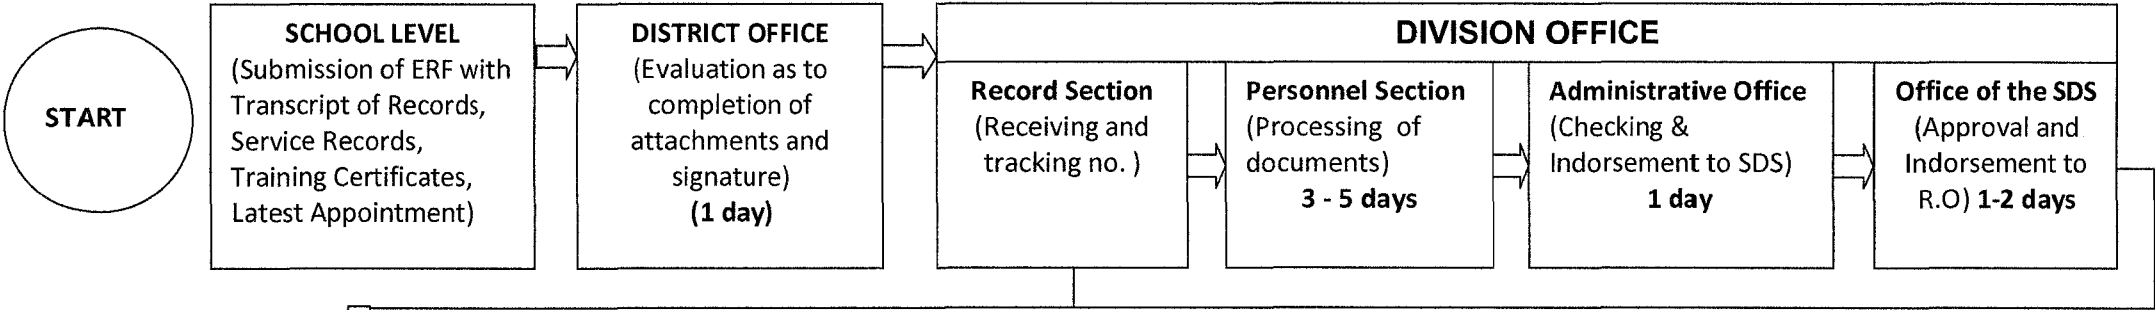 START
SCHOOL LEVEL
(Submission of ERF with
Transcript of Records,
Service Records,
Training Certificates,
Latest Appointment)
DISTRICT OFFICE
(Evaluation as to
completion of
attachments and
signature)
(1 day)
DIVISION OFFICE
Record Section
(Receiving and
tracking no. )
Personnel Section
(Processing of
documents)
3 - 5 days
Administrative Office
(Checking &
Indorsement to SDS)
1 day
Office of the SDS
(Approval and
Indorsement to
R.O) 1-2 days